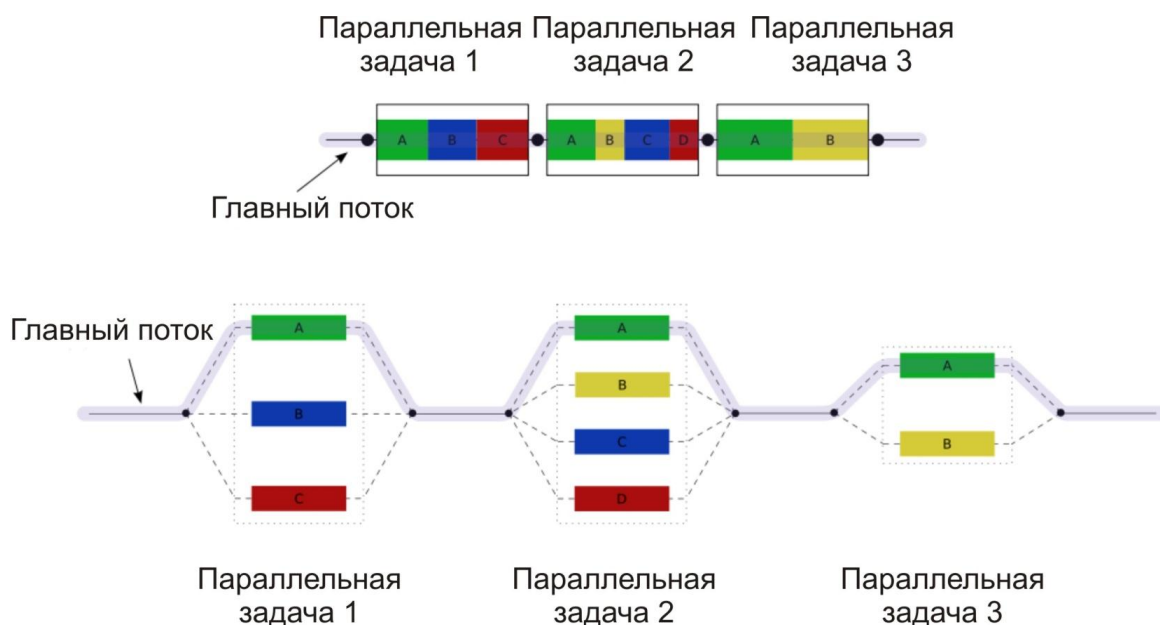 Параллельная Параллельная Параллельная
задача 1 задача 2 задача 3
A B C A B C D A B
Главный поток
Главный поток
A A
A
B B
C B
C D
Параллельная Параллельная Параллельная
задача 1 задача 2 задача 3